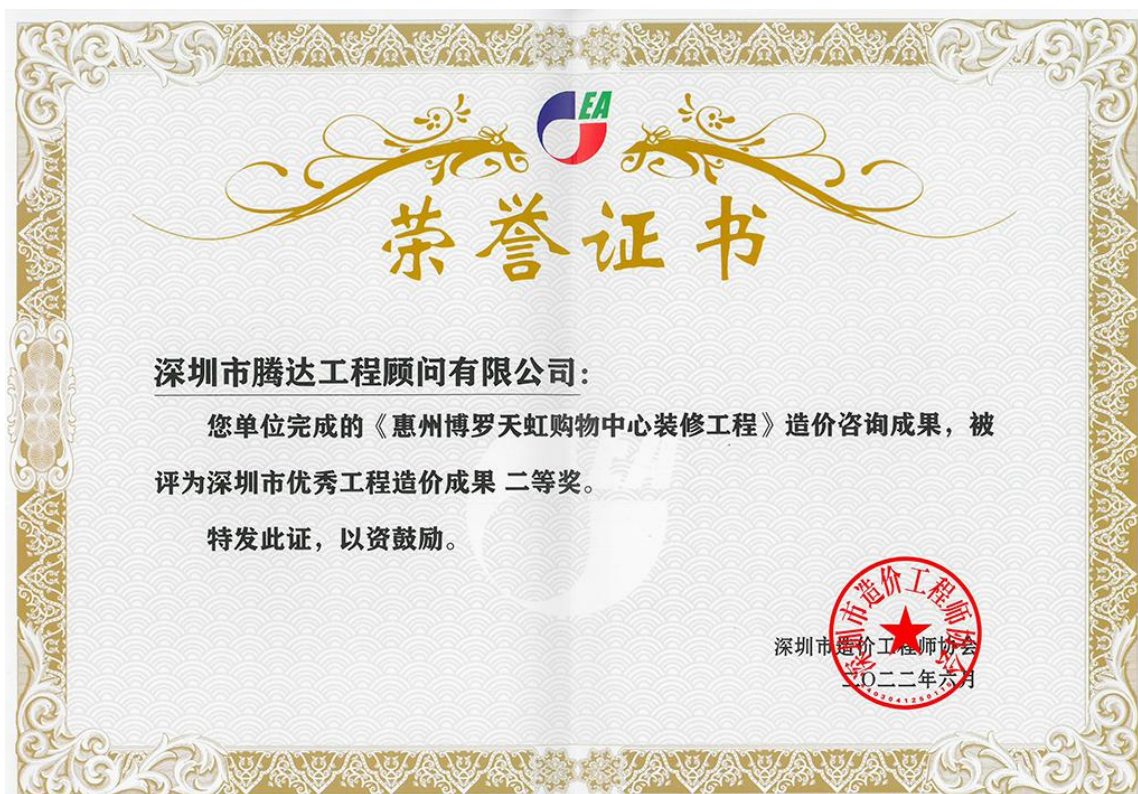 EA
荣誉证书
深圳市腾达工程顾问有限公司：
您单位完成的《惠州博罗天虹购物中心装修工程》造价咨询成果，被
评为深圳市优秀工程造价成果 二等奖。
特发此证，以资鼓励。
深圳市造价工程师协会
深圳市造价工程师协会
二〇二二年六月